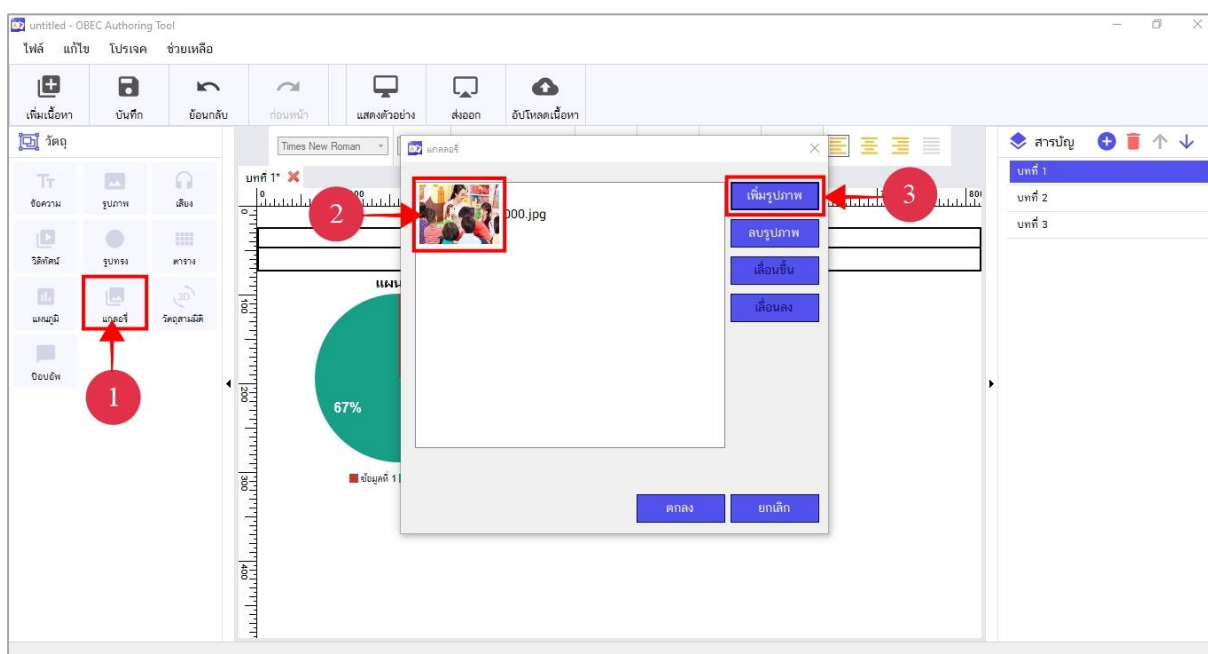 untitled - OBEC Authoring Tool
ไฟล์ แก้ไข โปรเจค ช่วยเหลือ
เพิ่มเนื้อหา บันทึก ย้อนกลับ ก่อนหน้า แสดงตัวอย่าง ส่งออก อัปโหลดเนื้อหา
วัตถุ
Times New Roman
แกลลอรี่
สารบัญ
บทที่ 1* บทที่ 1
Tт
ข้อความ รูปภาพ เสียง
วิดิทัศน์ รูปทรง ตาราง
3D
แผนภูมิ แกลอรี่ วัตถุสามมิติ
ป๊อบอัพ
1
2
000.jpg
เพิ่มรูปภาพ
3
ลบรูปภาพ
เลื่อนขึ้น
เลื่อนลง
บทที่ 2
บทที่ 3
0
100
200
300
400
67%
ข้อมูลที่ 1
ตกลง ยกเลิก